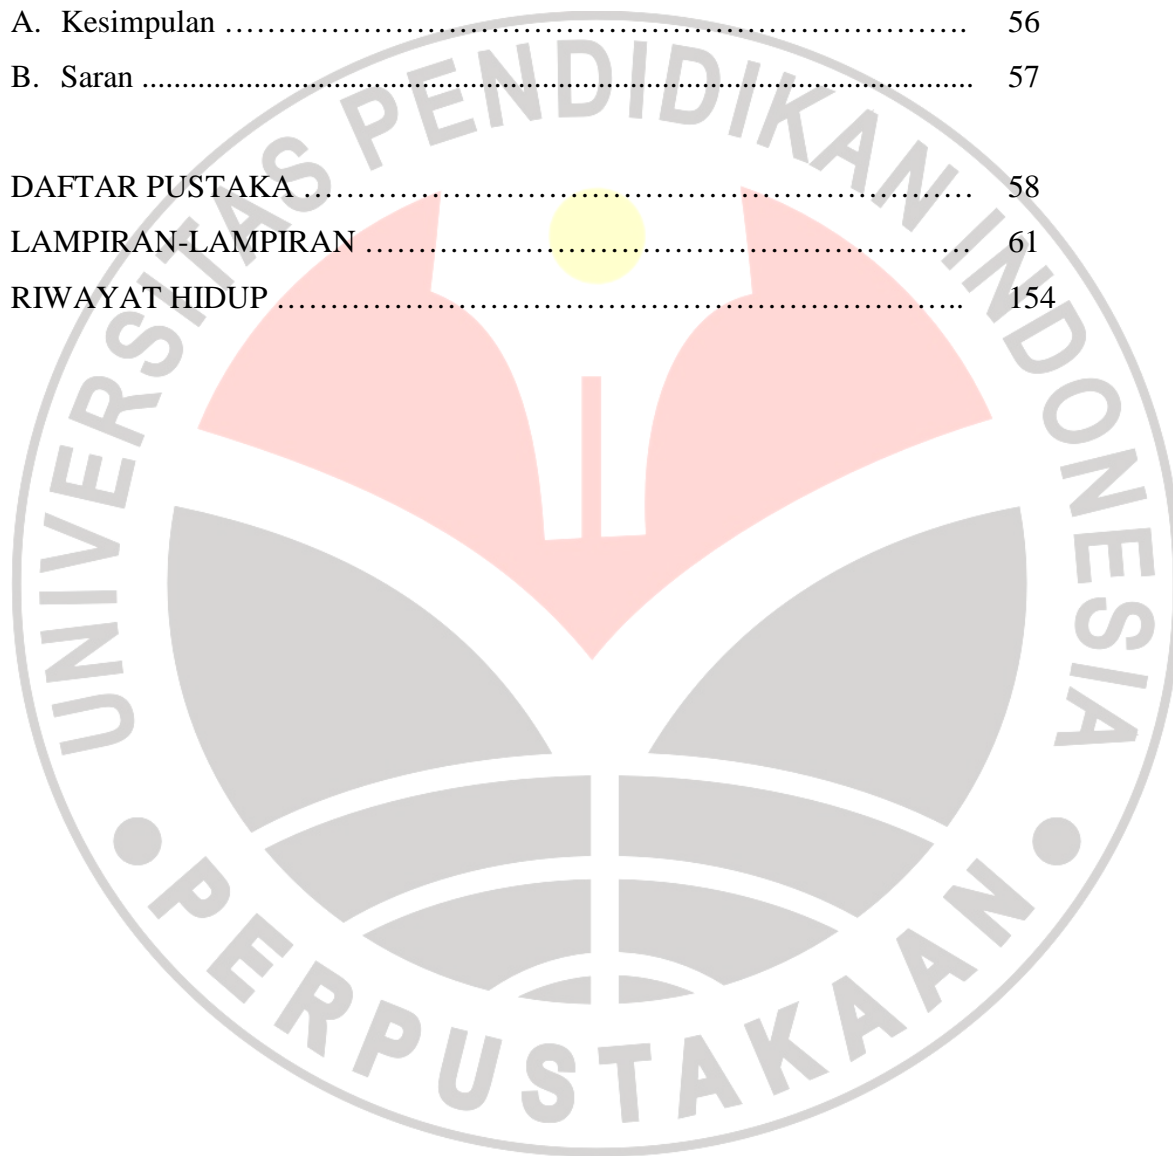 A. Kesimpulan ………………………………………………………………………. 56
B. Saran ......................................................................................................... 57
DAFTAR PUSTAKA ………………………………………………………………… 58
LAMPIRAN-LAMPIRAN …………………………………………………………… 61
RIWAYAT HIDUP ………………………………………………………………….. 154
UNIVERSITAS PENDIDIKAN INDONESIA
PERPUSTAKAAN